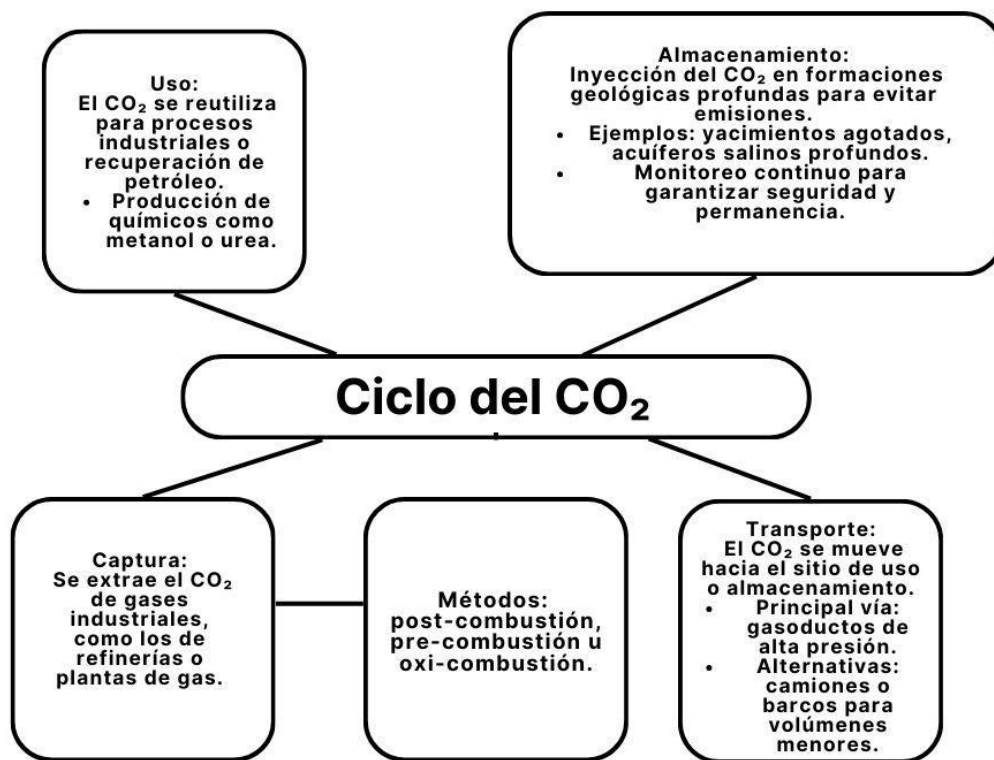 Uso:
El CO₂ se reutiliza
para procesos
industriales o
recuperación de
petróleo.
• Producción de
químicos como
metanol o urea.
Almacenamiento:
Inyección del CO₂ en formaciones
geológicas profundas para evitar
emisiones.
• Ejemplos: yacimientos agotados,
acuíferos salinos profundos.
• Monitoreo continuo para
garantizar seguridad y
permanencia.
Ciclo del CO₂
Captura:
Se extrae el CO₂
de gases
industriales,
como los de
refinerías o
plantas de gas.
Métodos:
post-combustión,
pre-combustión u
oxi-combustión.
Transporte:
El CO₂ se mueve
hacia el sitio de uso
o almacenamiento.
• Principal vía:
gasoductos de
alta presión.
• Alternativas:
camiones o
barcos para
volúmenes
menores.